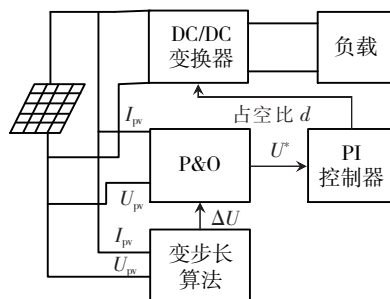 DC/DC
变换器
负载
占空比 d
I_pv
P&O
U*
PI
控制器
U_pv
ΔU
I_pv
变步长
算法
U_pv